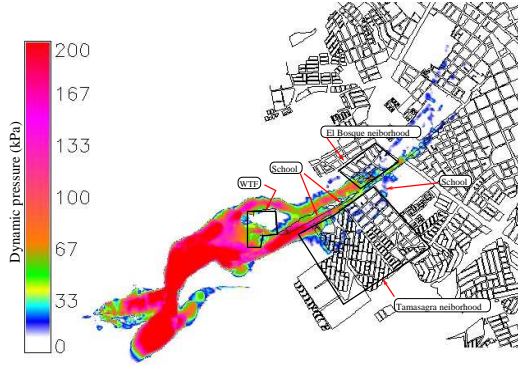 Dynamic pressure (kPa)
200
167
133
100
67
33
0
El Bosque neiborhood
School
WTF
School
Tamasagra neiborhood